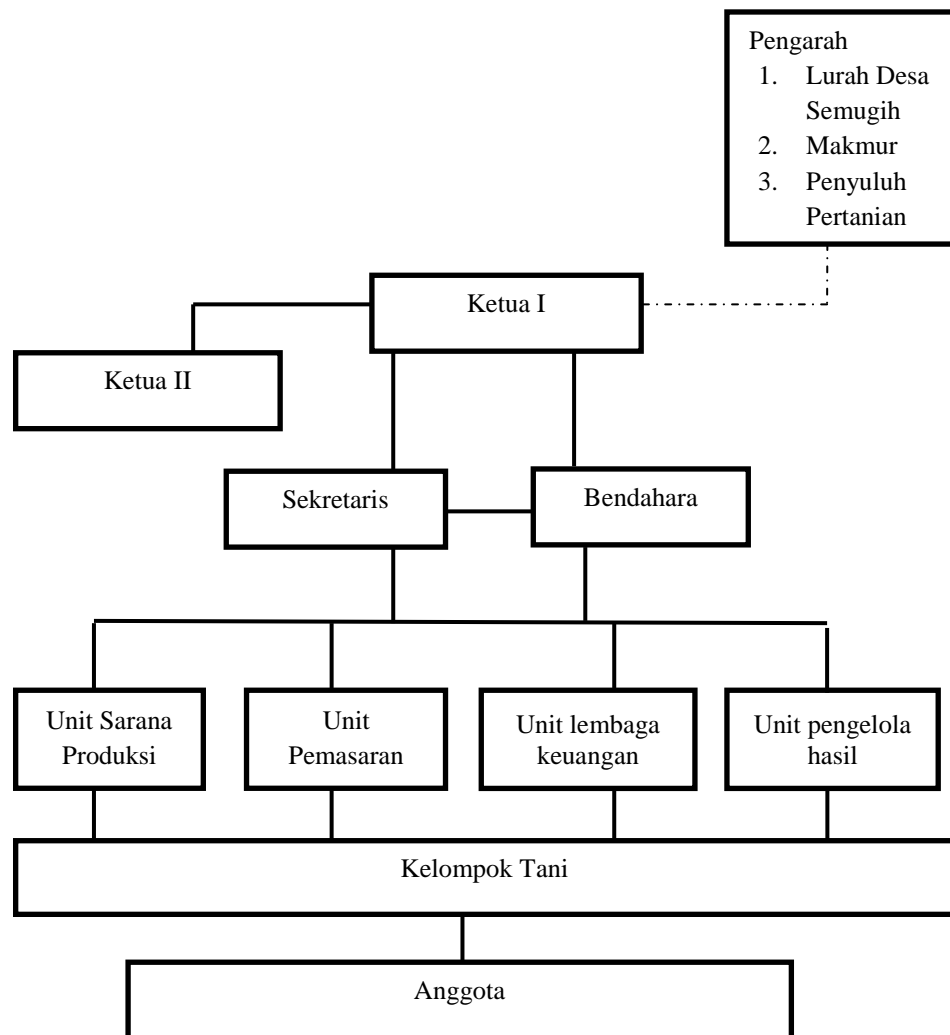 Pengarah
1. Lurah Desa
Semugih
2. Makmur
3. Penyuluh
Pertanian
Ketua I
Ketua II
Sekretaris
Bendahara
Unit Sarana
Produksi
Unit
Pemasaran
Unit lembaga
keuangan
Unit pengelola
hasil
Kelompok Tani
Anggota